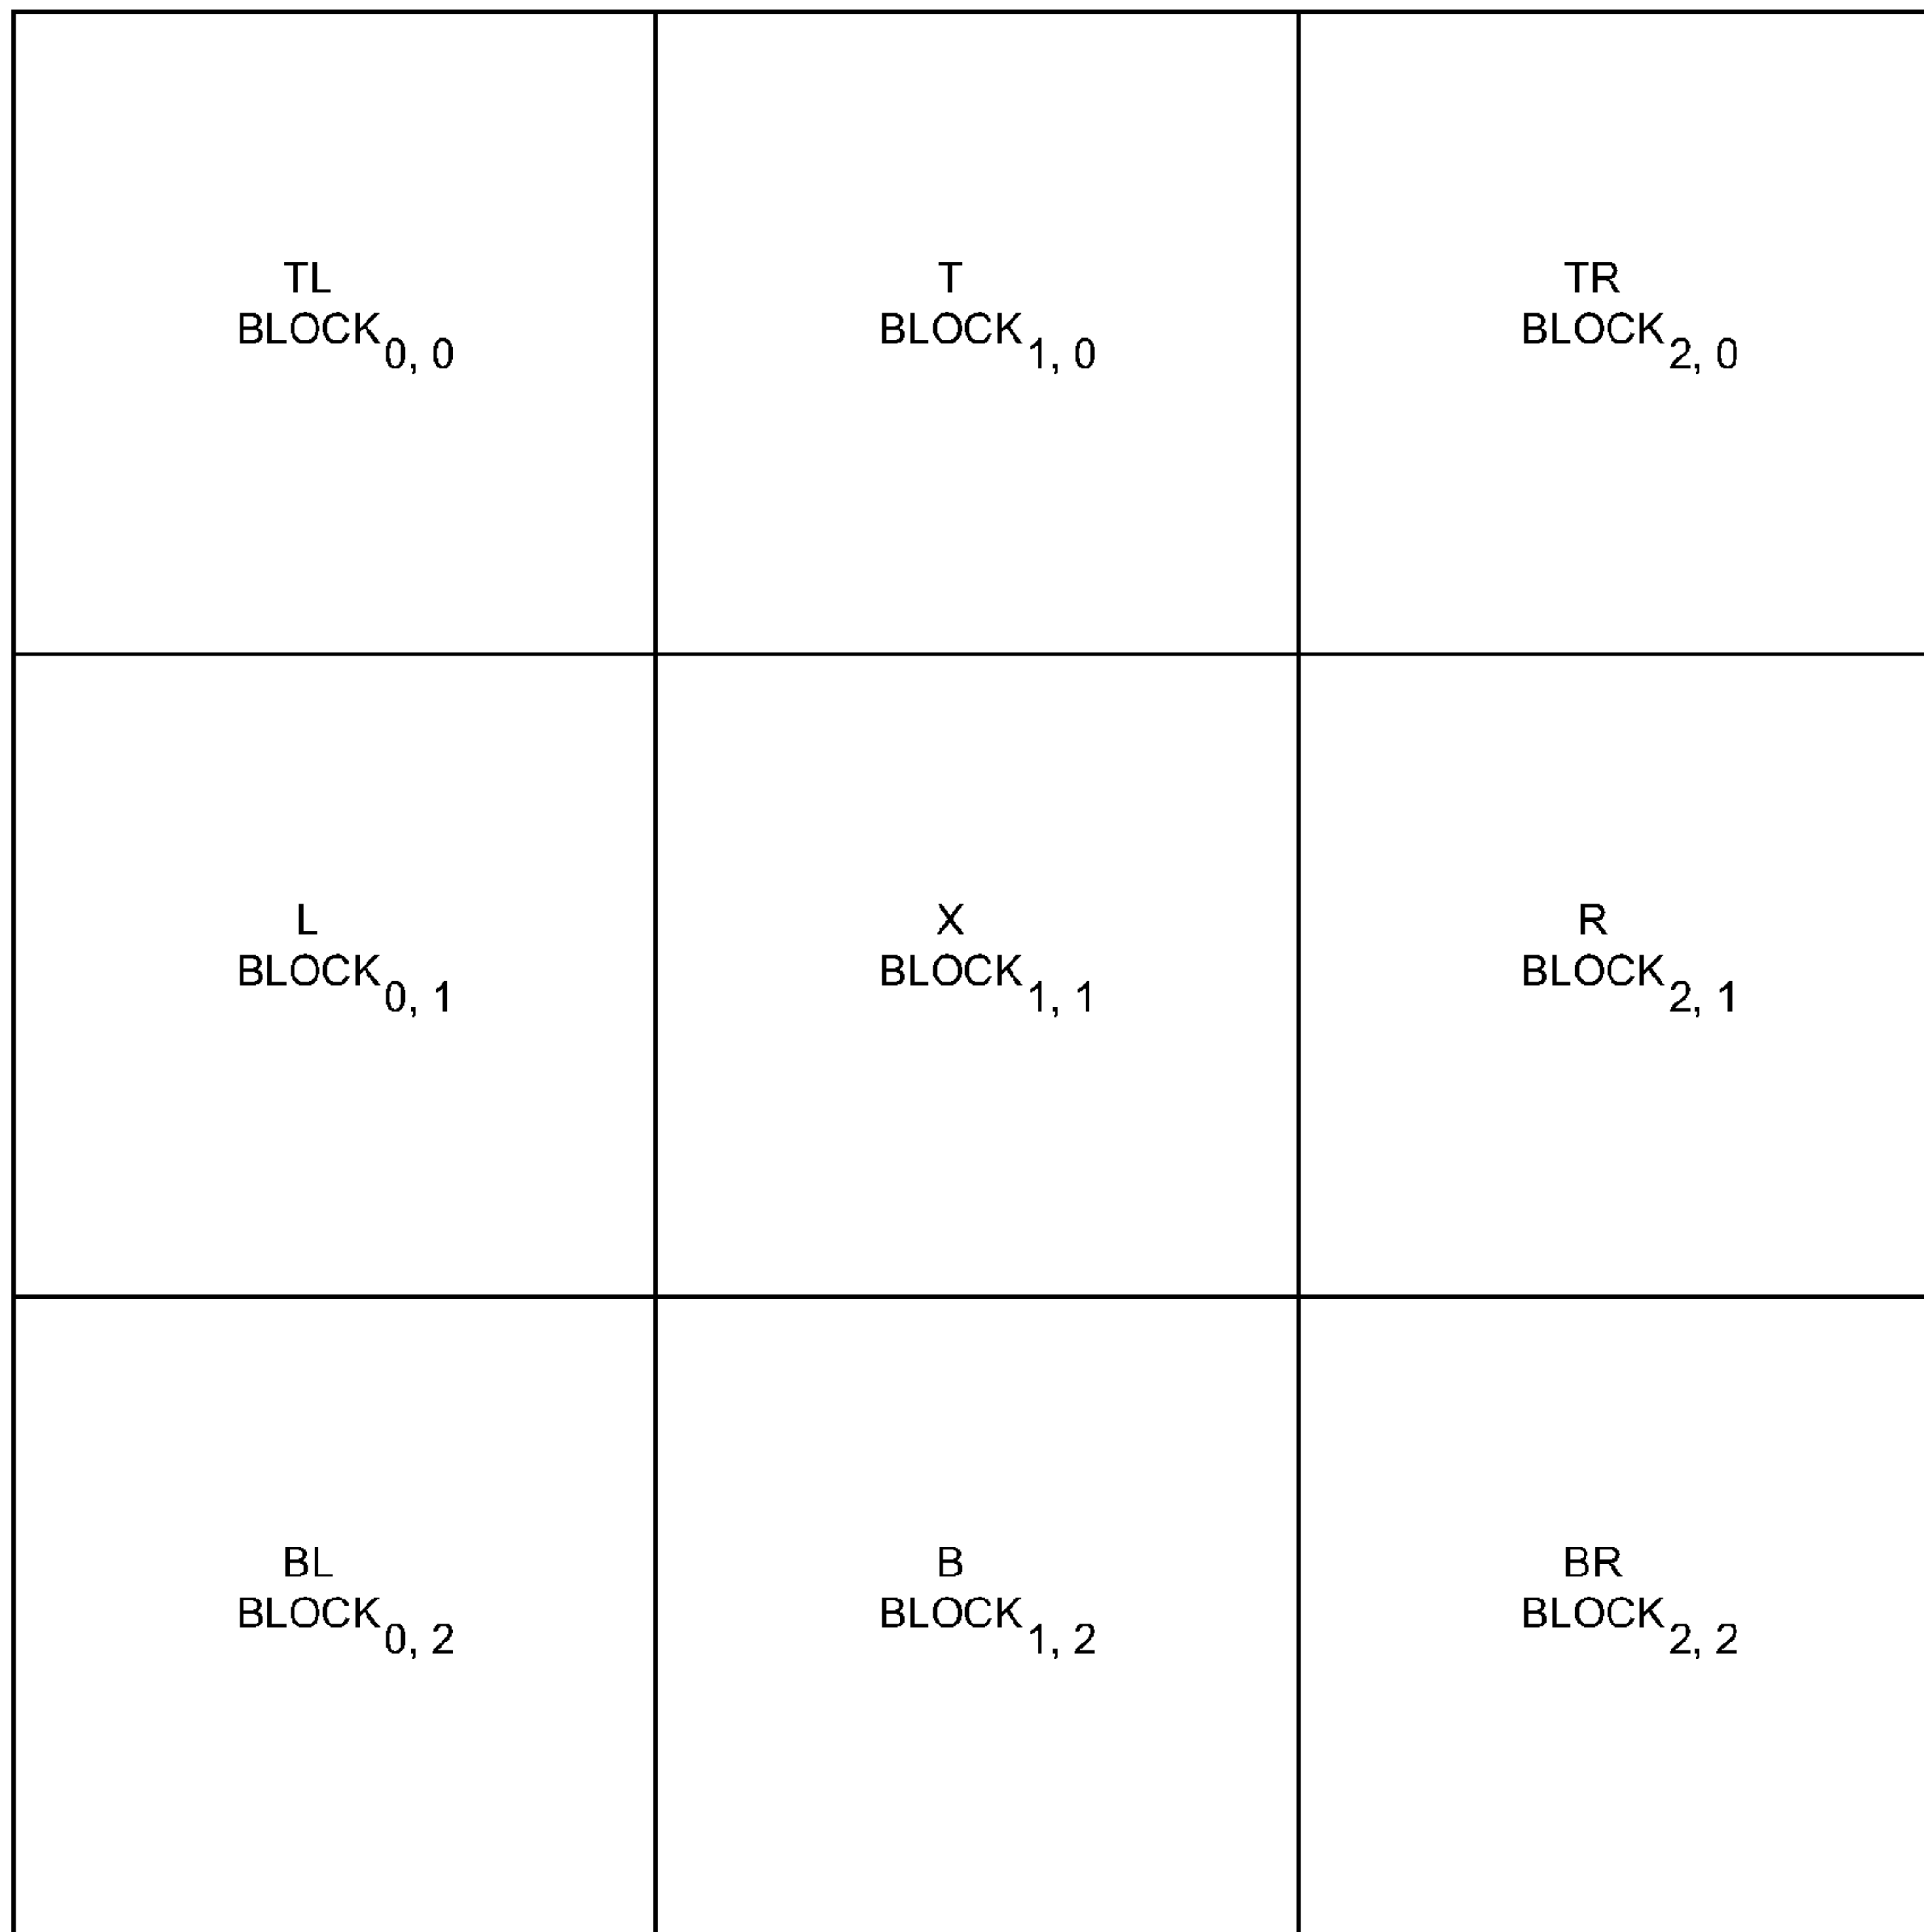 TL
BLOCK0, 0
T
BLOCK1, 0
TR
BLOCK2, 0
L
BLOCK0, 1
X
BLOCK1, 1
R
BLOCK2, 1
BL
BLOCK0, 2
B
BLOCK1, 2
BR
BLOCK2, 2